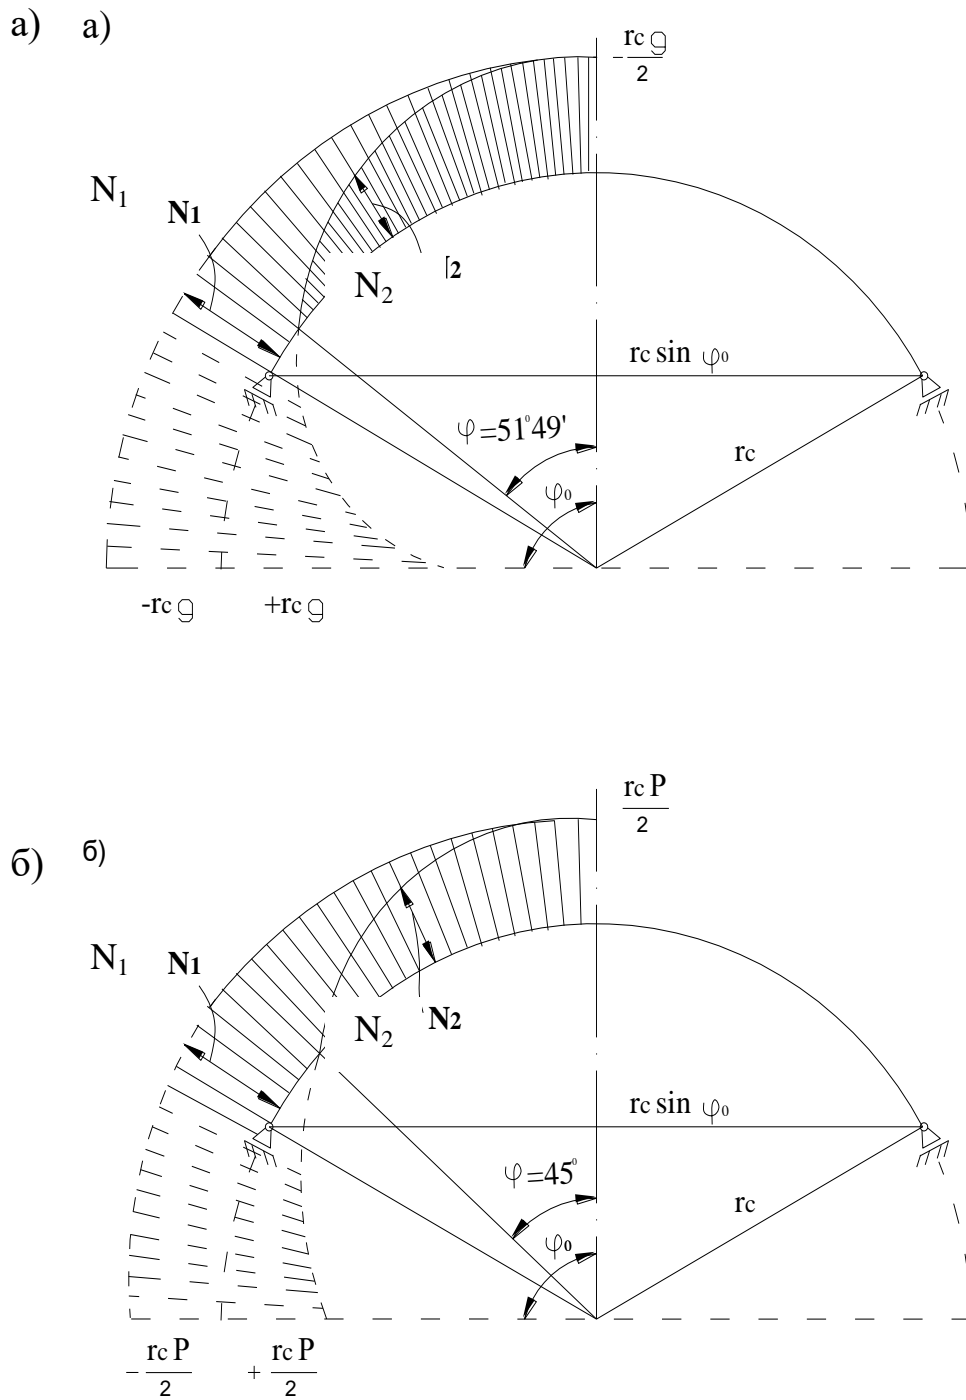 а) а)
- rc g
2
N1 N1
N2 2
rc sin φ0
φ=51°49'
rc
φ0
-rc g +rc g
rc P
2
б) б)
N1 N1
N2 N2
rc sin φ0
φ=45°
rc
φ0
- rc P + rc P
2 2